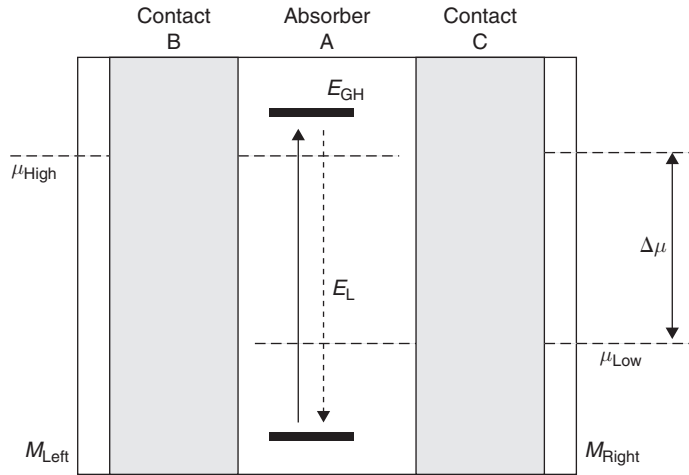 Contact Absorber Contact
B A C
E_GH
μ_High
Δμ
E_L
μ_Low
M_Left M_Right